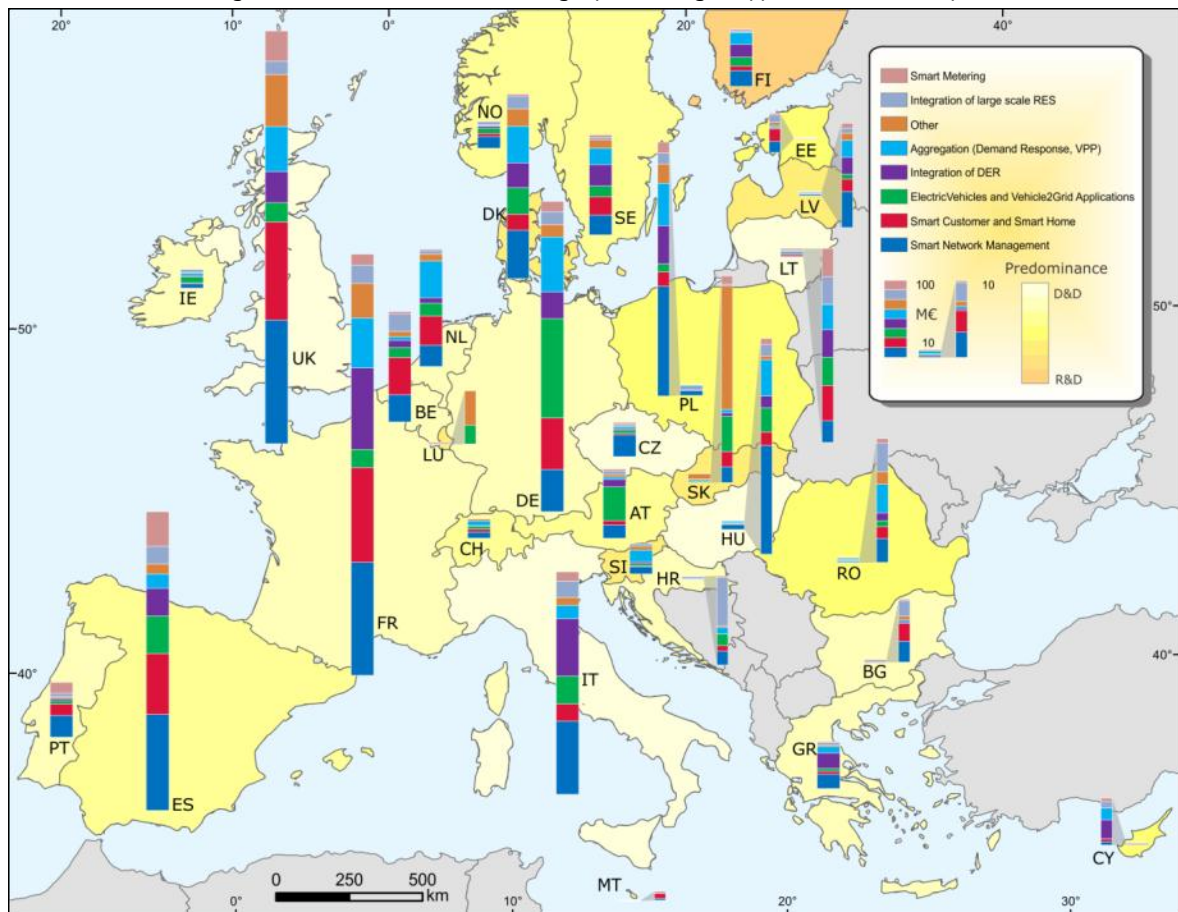 20° 10° 0° 20° 40°
FI
Smart Metering
Integration of large scale RES
Other
Aggregation (Demand Response, VPP)
Integration of DER
ElectricVehicles and Vehicle2Grid Applications
Smart Customer and Smart Home
Smart Network Management
Predominance
100
M€
10
10
D&D
R&D
NO
EE
DK
SE
LV
LT
IE
50°
50°
UK
NL
BE
PL
LU
CZ
DE
SK
AT
HU
CH
RO
SI
HR
FR
IT
BG
40°
40°
PT
ES
GR
CY
MT
0 250 500
km
0° 10° 20° 30°